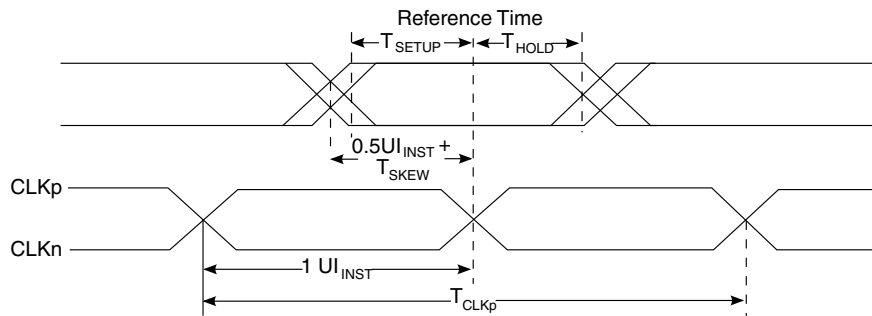 Reference Time
T_SETUP T_HOLD
0.5UI_INST +
T_SKEW
CLKp
CLKn
1 UI_INST
T_CLKp